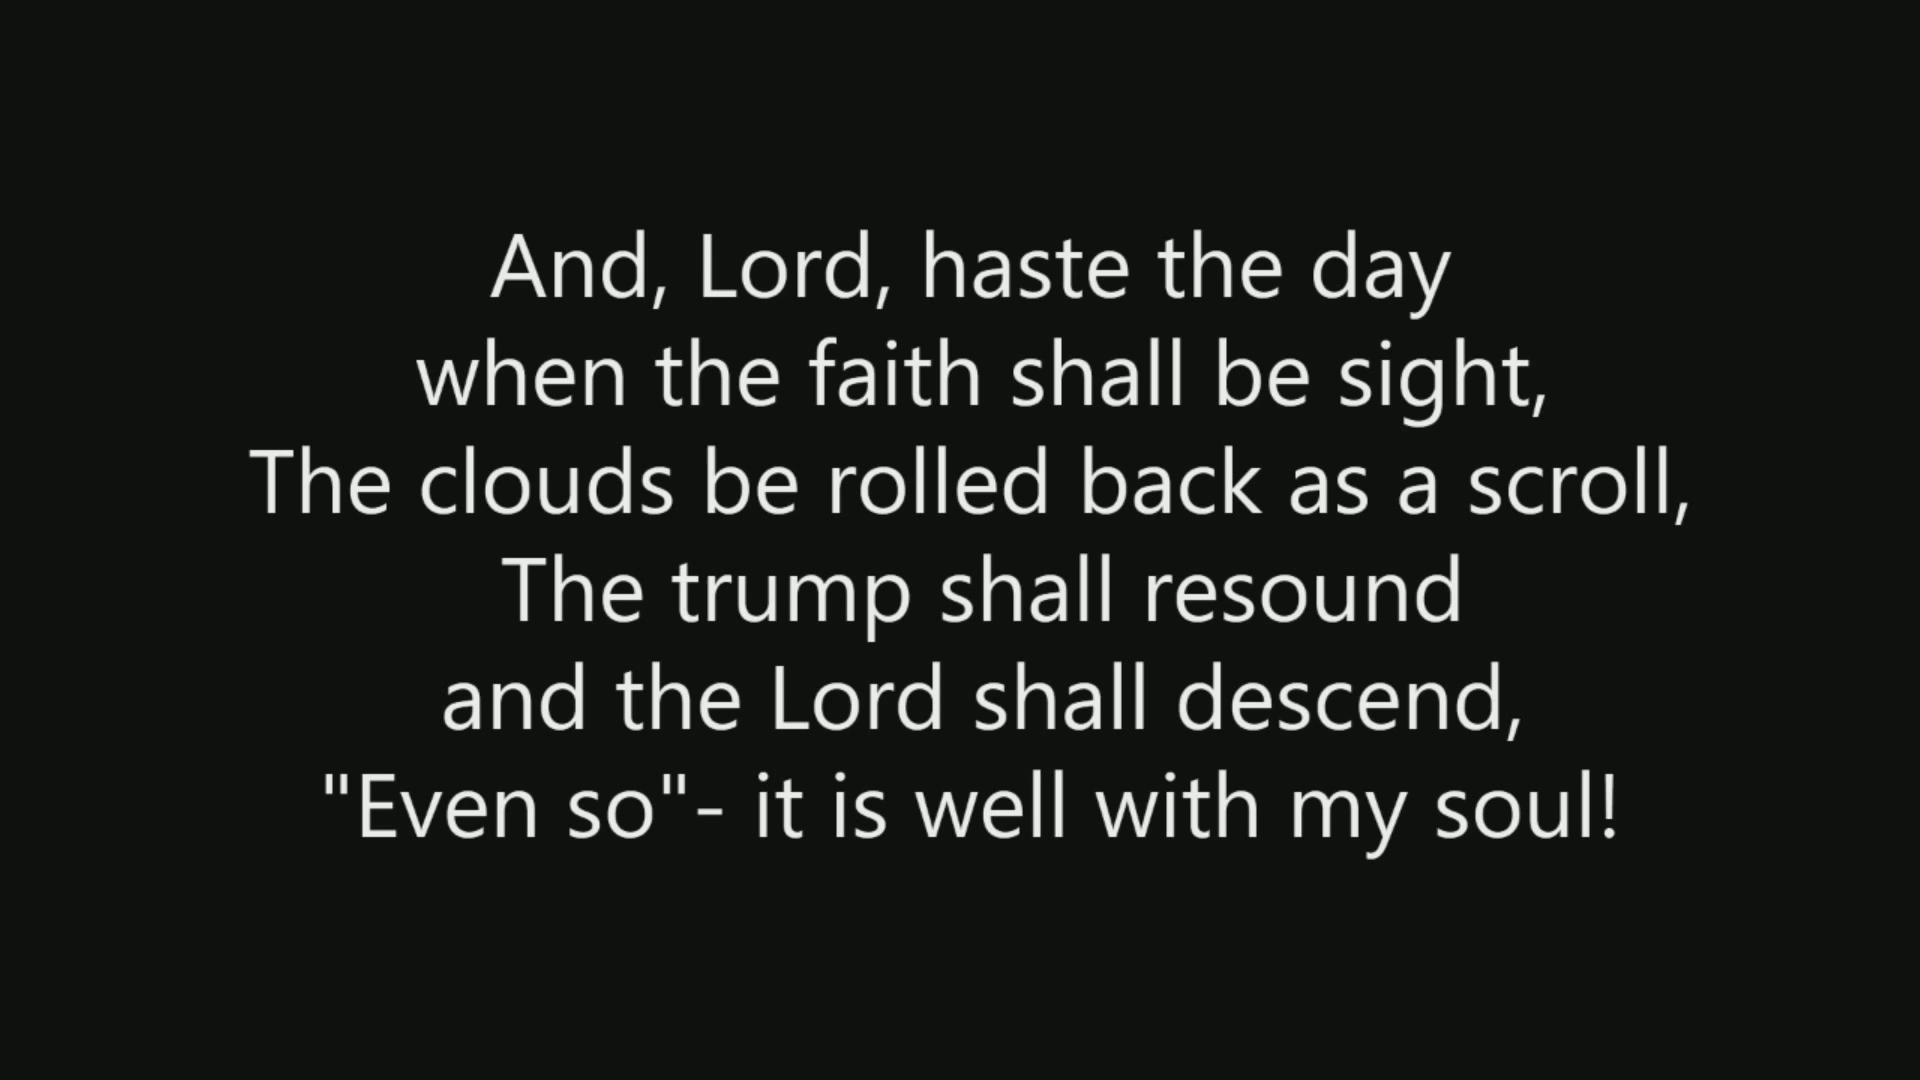 And, Lord, haste the day
when the faith shall be sight,
The clouds be rolled back as a scroll,
The trump shall resound
and the Lord shall descend,
"Even so"- it is well with my soul!